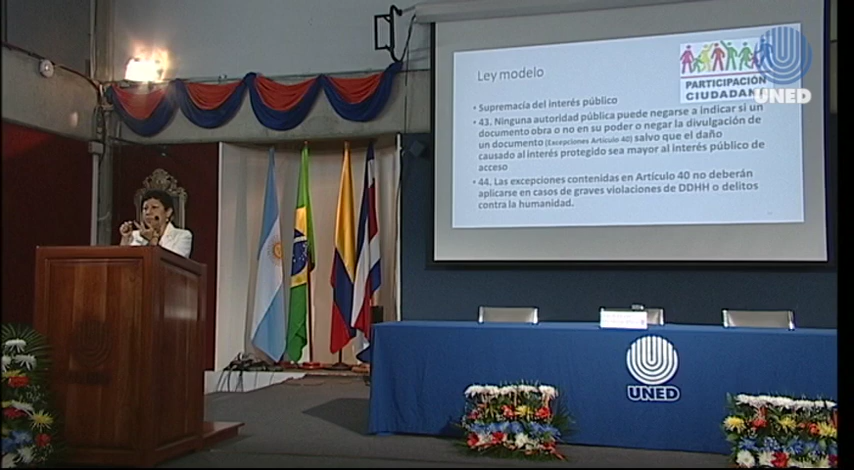 Ley modelo
PARTICIPACIÓN
CIUDADANA
UNED
• Supremacía del interés público
• 43. Ninguna autoridad pública puede negarse a indicar si un
documento obra o no en su poder o negar la divulgación de
un documento (Excepciones Artículo 40) salvo que el daño
causado al interés protegido sea mayor al interés público de
acceso
• 44. Las excepciones contenidas en Artículo 40 no deberán
aplicarse en casos de graves violaciones de DDHH o delitos
contra la humanidad.
UNED